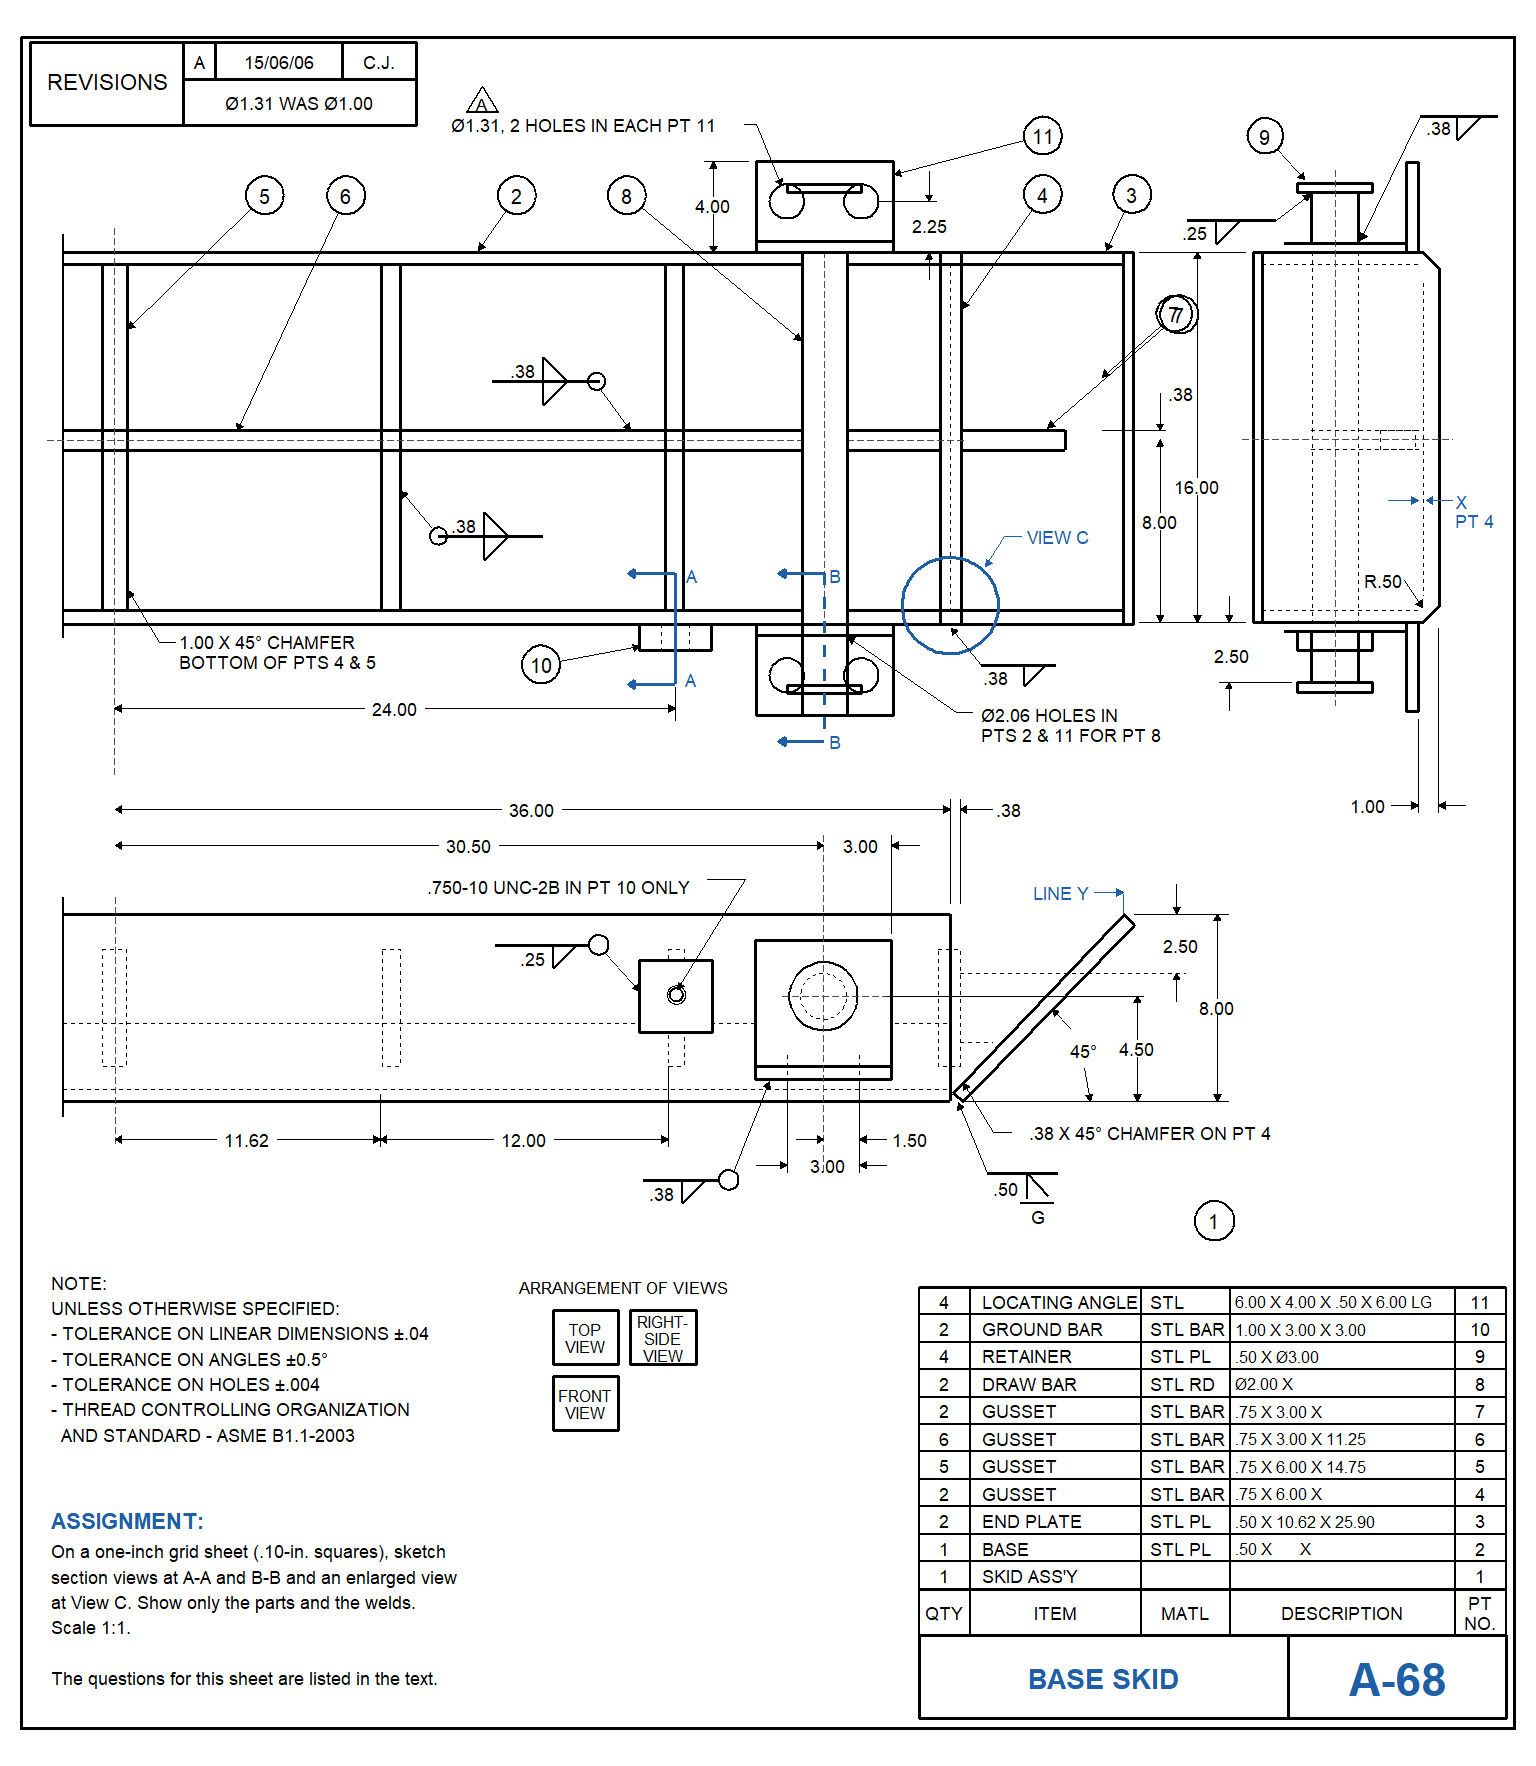 REVISIONS
A 15/06/06 C.J.
Ø1.31 WAS Ø1.00
A
Ø1.31, 2 HOLES IN EACH PT 11
11
9
.38
5
6
2
8
4.00
2.25
4
3
.25
7
7
.38
.38
16.00
8.00
X
PT 4
.38
VIEW C
A
B
R.50
1.00 X 45° CHAMFER
BOTTOM OF PTS 4 & 5
10
A
.38
2.50
24.00
Ø2.06 HOLES IN
PTS 2 & 11 FOR PT 8
B
1.00
36.00
.38
30.50
3.00
.750-10 UNC-2B IN PT 10 ONLY
LINE Y
.25
2.50
8.00
45°
4.50
11.62
12.00
1.50
3.00
.38 X 45° CHAMFER ON PT 4
.38
.50
G
1
NOTE:
UNLESS OTHERWISE SPECIFIED:
- TOLERANCE ON LINEAR DIMENSIONS ±.04
- TOLERANCE ON ANGLES ±0.5°
- TOLERANCE ON HOLES ±.004
- THREAD CONTROLLING ORGANIZATION
AND STANDARD - ASME B1.1-2003
ARRANGEMENT OF VIEWS
TOP
VIEW
RIGHT-
SIDE
VIEW
FRONT
VIEW
ASSIGNMENT:
On a one-inch grid sheet (.10-in. squares), sketch
section views at A-A and B-B and an enlarged view
at View C. Show only the parts and the welds.
Scale 1:1.
The questions for this sheet are listed in the text.
4 LOCATING ANGLE STL 6.00 X 4.00 X .50 X 6.00 LG 11
2 GROUND BAR STL BAR 1.00 X 3.00 X 3.00 10
4 RETAINER STL PL .50 X Ø3.00 9
2 DRAW BAR STL RD Ø2.00 X 8
2 GUSSET STL BAR .75 X 3.00 X 7
6 GUSSET STL BAR .75 X 3.00 X 11.25 6
5 GUSSET STL BAR .75 X 6.00 X 14.75 5
2 GUSSET STL BAR .75 X 6.00 X 4
2 END PLATE STL PL .50 X 10.62 X 25.90 3
1 BASE STL PL .50 X X 2
1 SKID ASS'Y 1
QTY ITEM MATL DESCRIPTION PT NO.
BASE SKID A-68